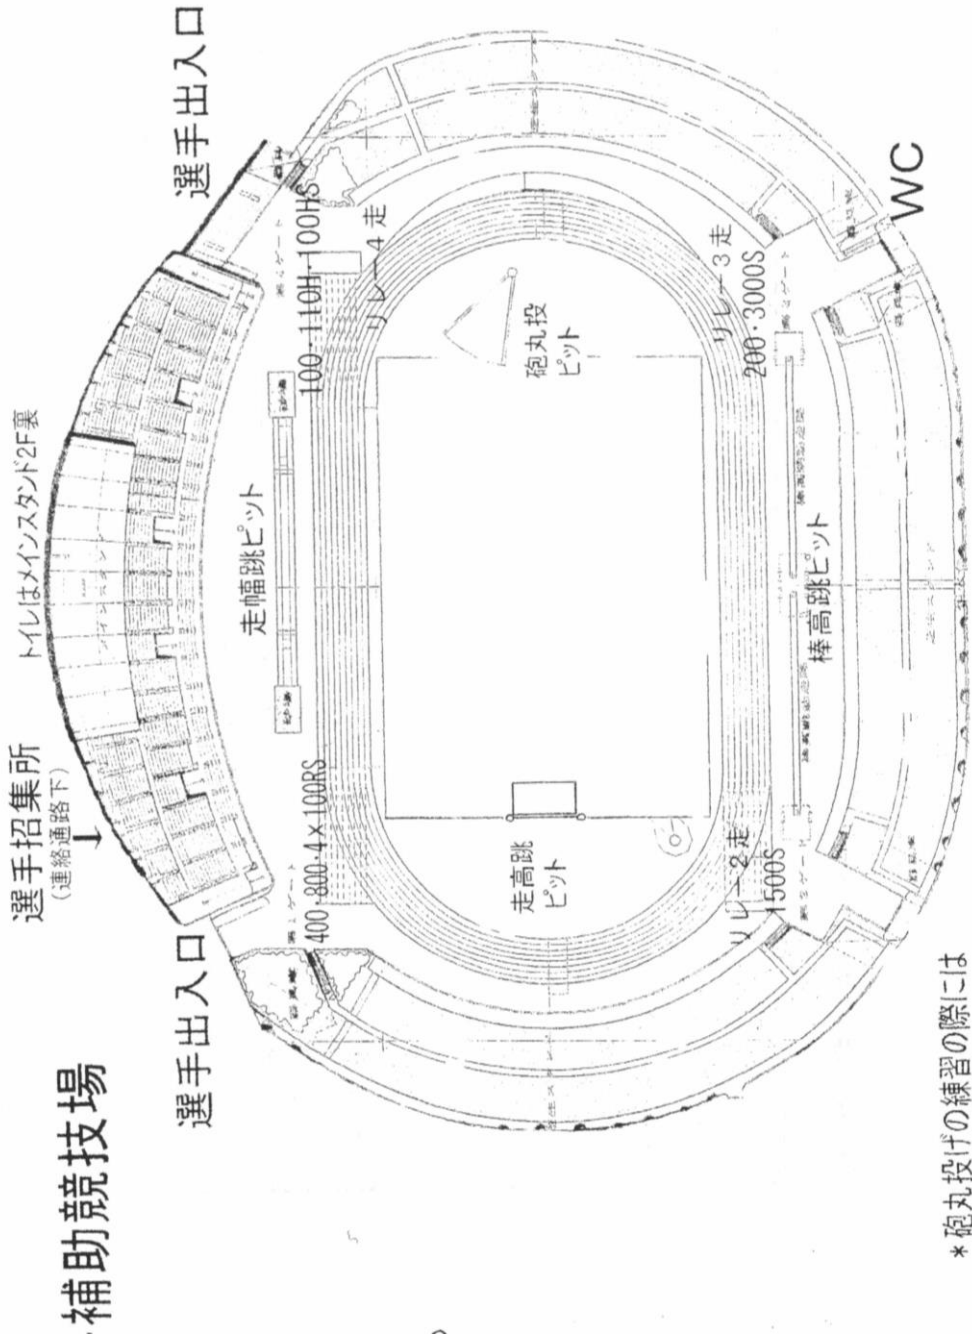 補助競技場
選手招集所
(連絡通路下)
トイレはメインスタンド2F裏
選手出入口
選手出入口
走幅跳ピット
400・800・4×100RS
100・110H・100HS
リレー4走
走高跳
ピット
砲丸投
ピット
リレー2走
1500S
リレー3走
200・3000S
棒高跳ピット
WC
*砲丸投げの練習の際には